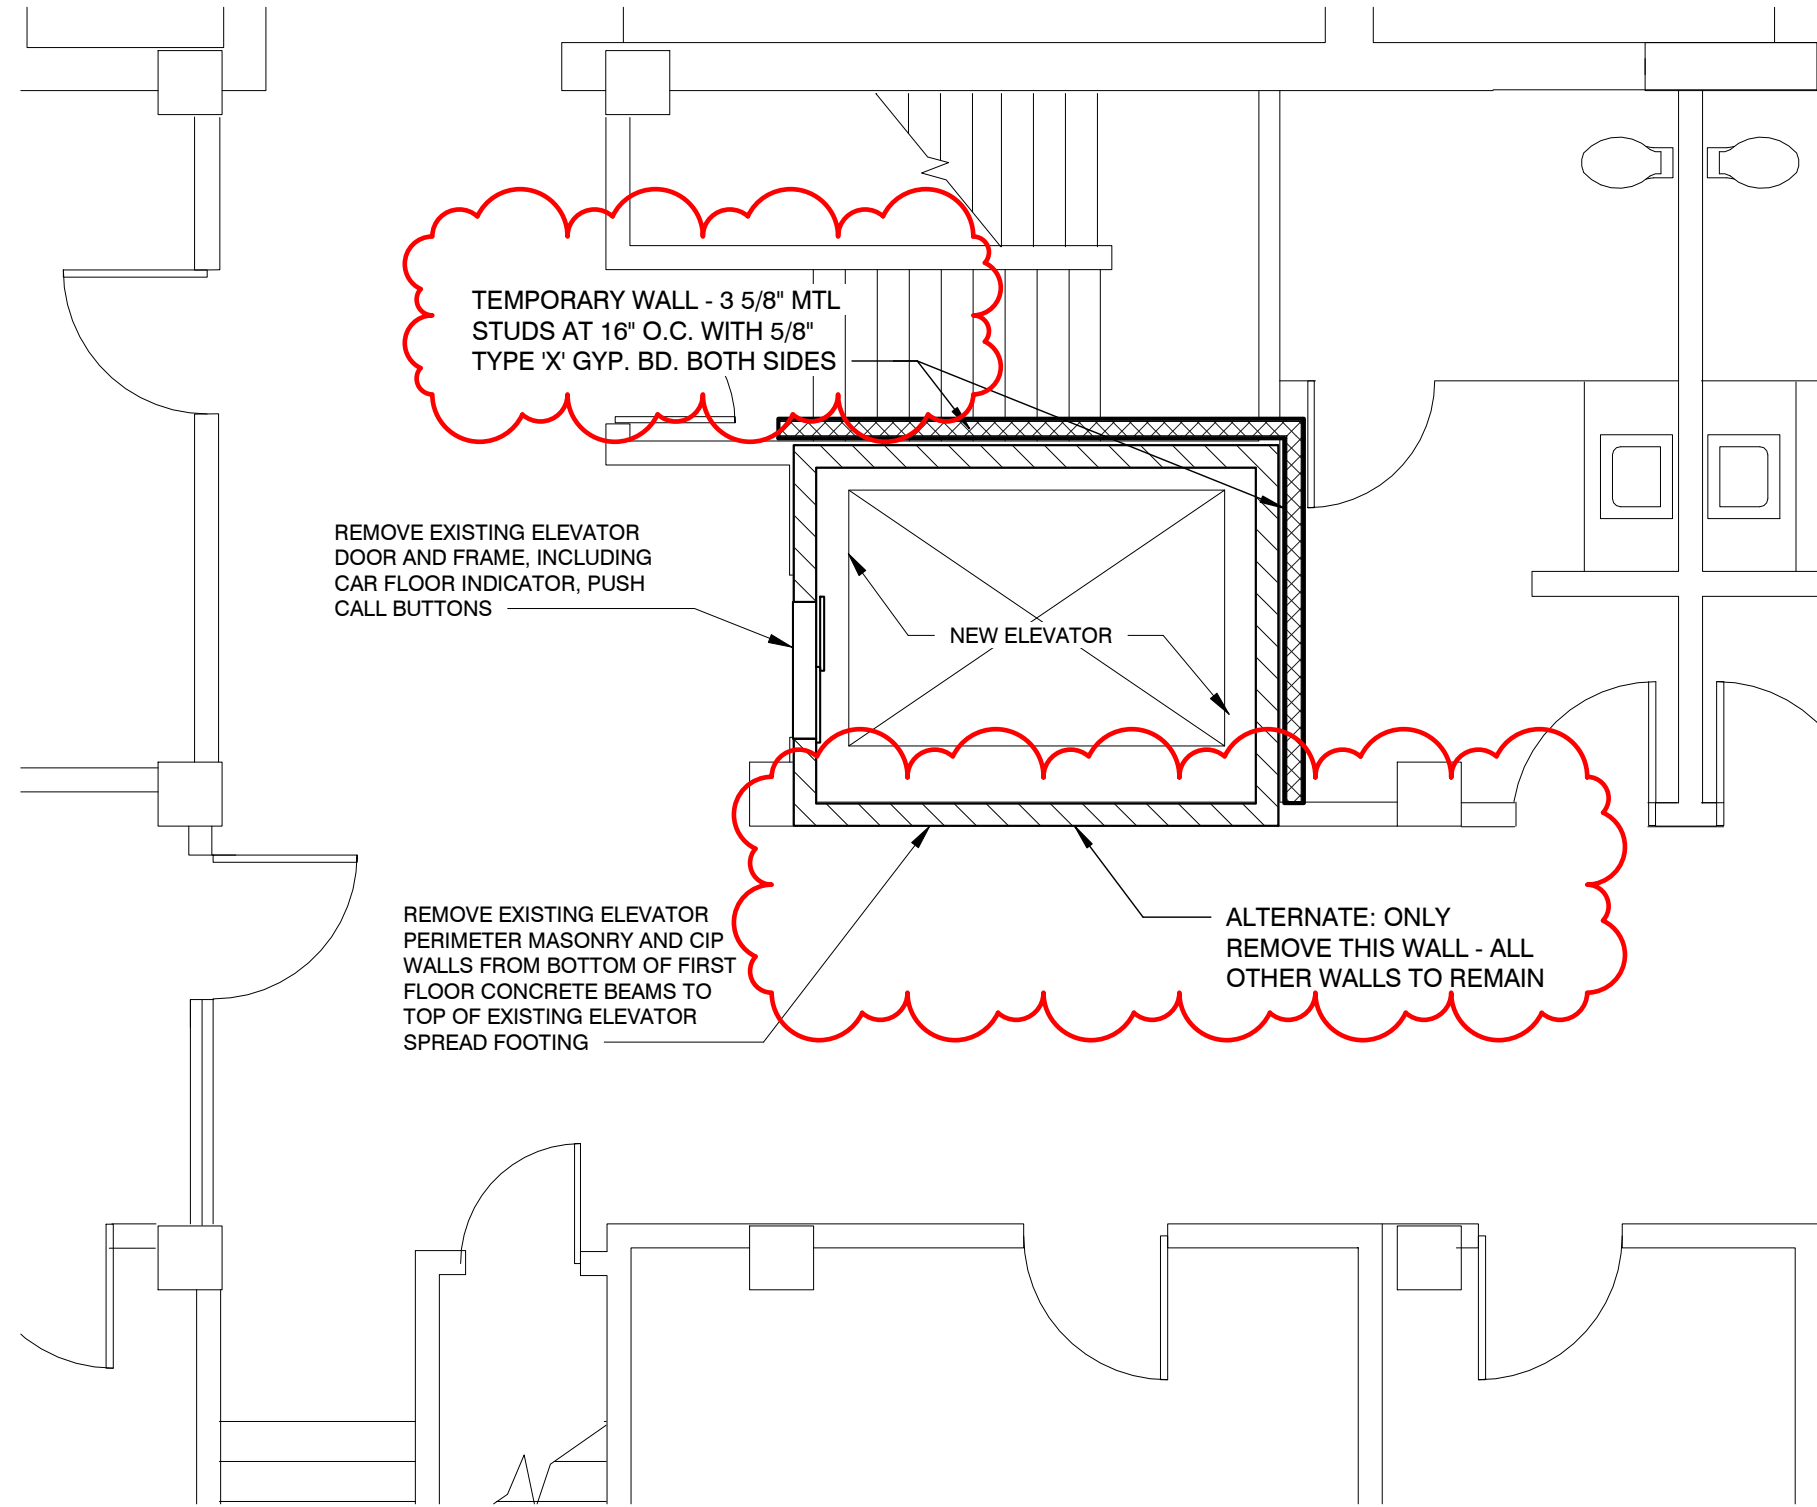 TEMPORARY WALL - 3 5/8" MTL
STUDS AT 16" O.C. WITH 5/8"
TYPE 'X' GYP. BD. BOTH SIDES
REMOVE EXISTING ELEVATOR
DOOR AND FRAME, INCLUDING
CAR FLOOR INDICATOR, PUSH
CALL BUTTONS
NEW ELEVATOR
REMOVE EXISTING ELEVATOR
PERIMETER MASONRY AND CIP
WALLS FROM BOTTOM OF FIRST
FLOOR CONCRETE BEAMS TO
TOP OF EXISTING ELEVATOR
SPREAD FOOTING
ALTERNATE: ONLY
REMOVE THIS WALL - ALL
OTHER WALLS TO REMAIN